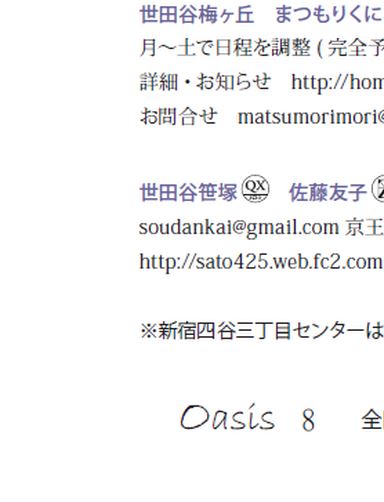 世田谷梅ヶ丘　まつもりくに
月～土で日程を調整 ( 完全予
詳細・お知らせ　http://hom
お問合せ　matsumorimori@
世田谷笹塚 QX　佐藤友子
soudankai@gmail.com 京王
http://sato425.web.fc2.com
※新宿四谷三丁目センターは
Oasis 8 全